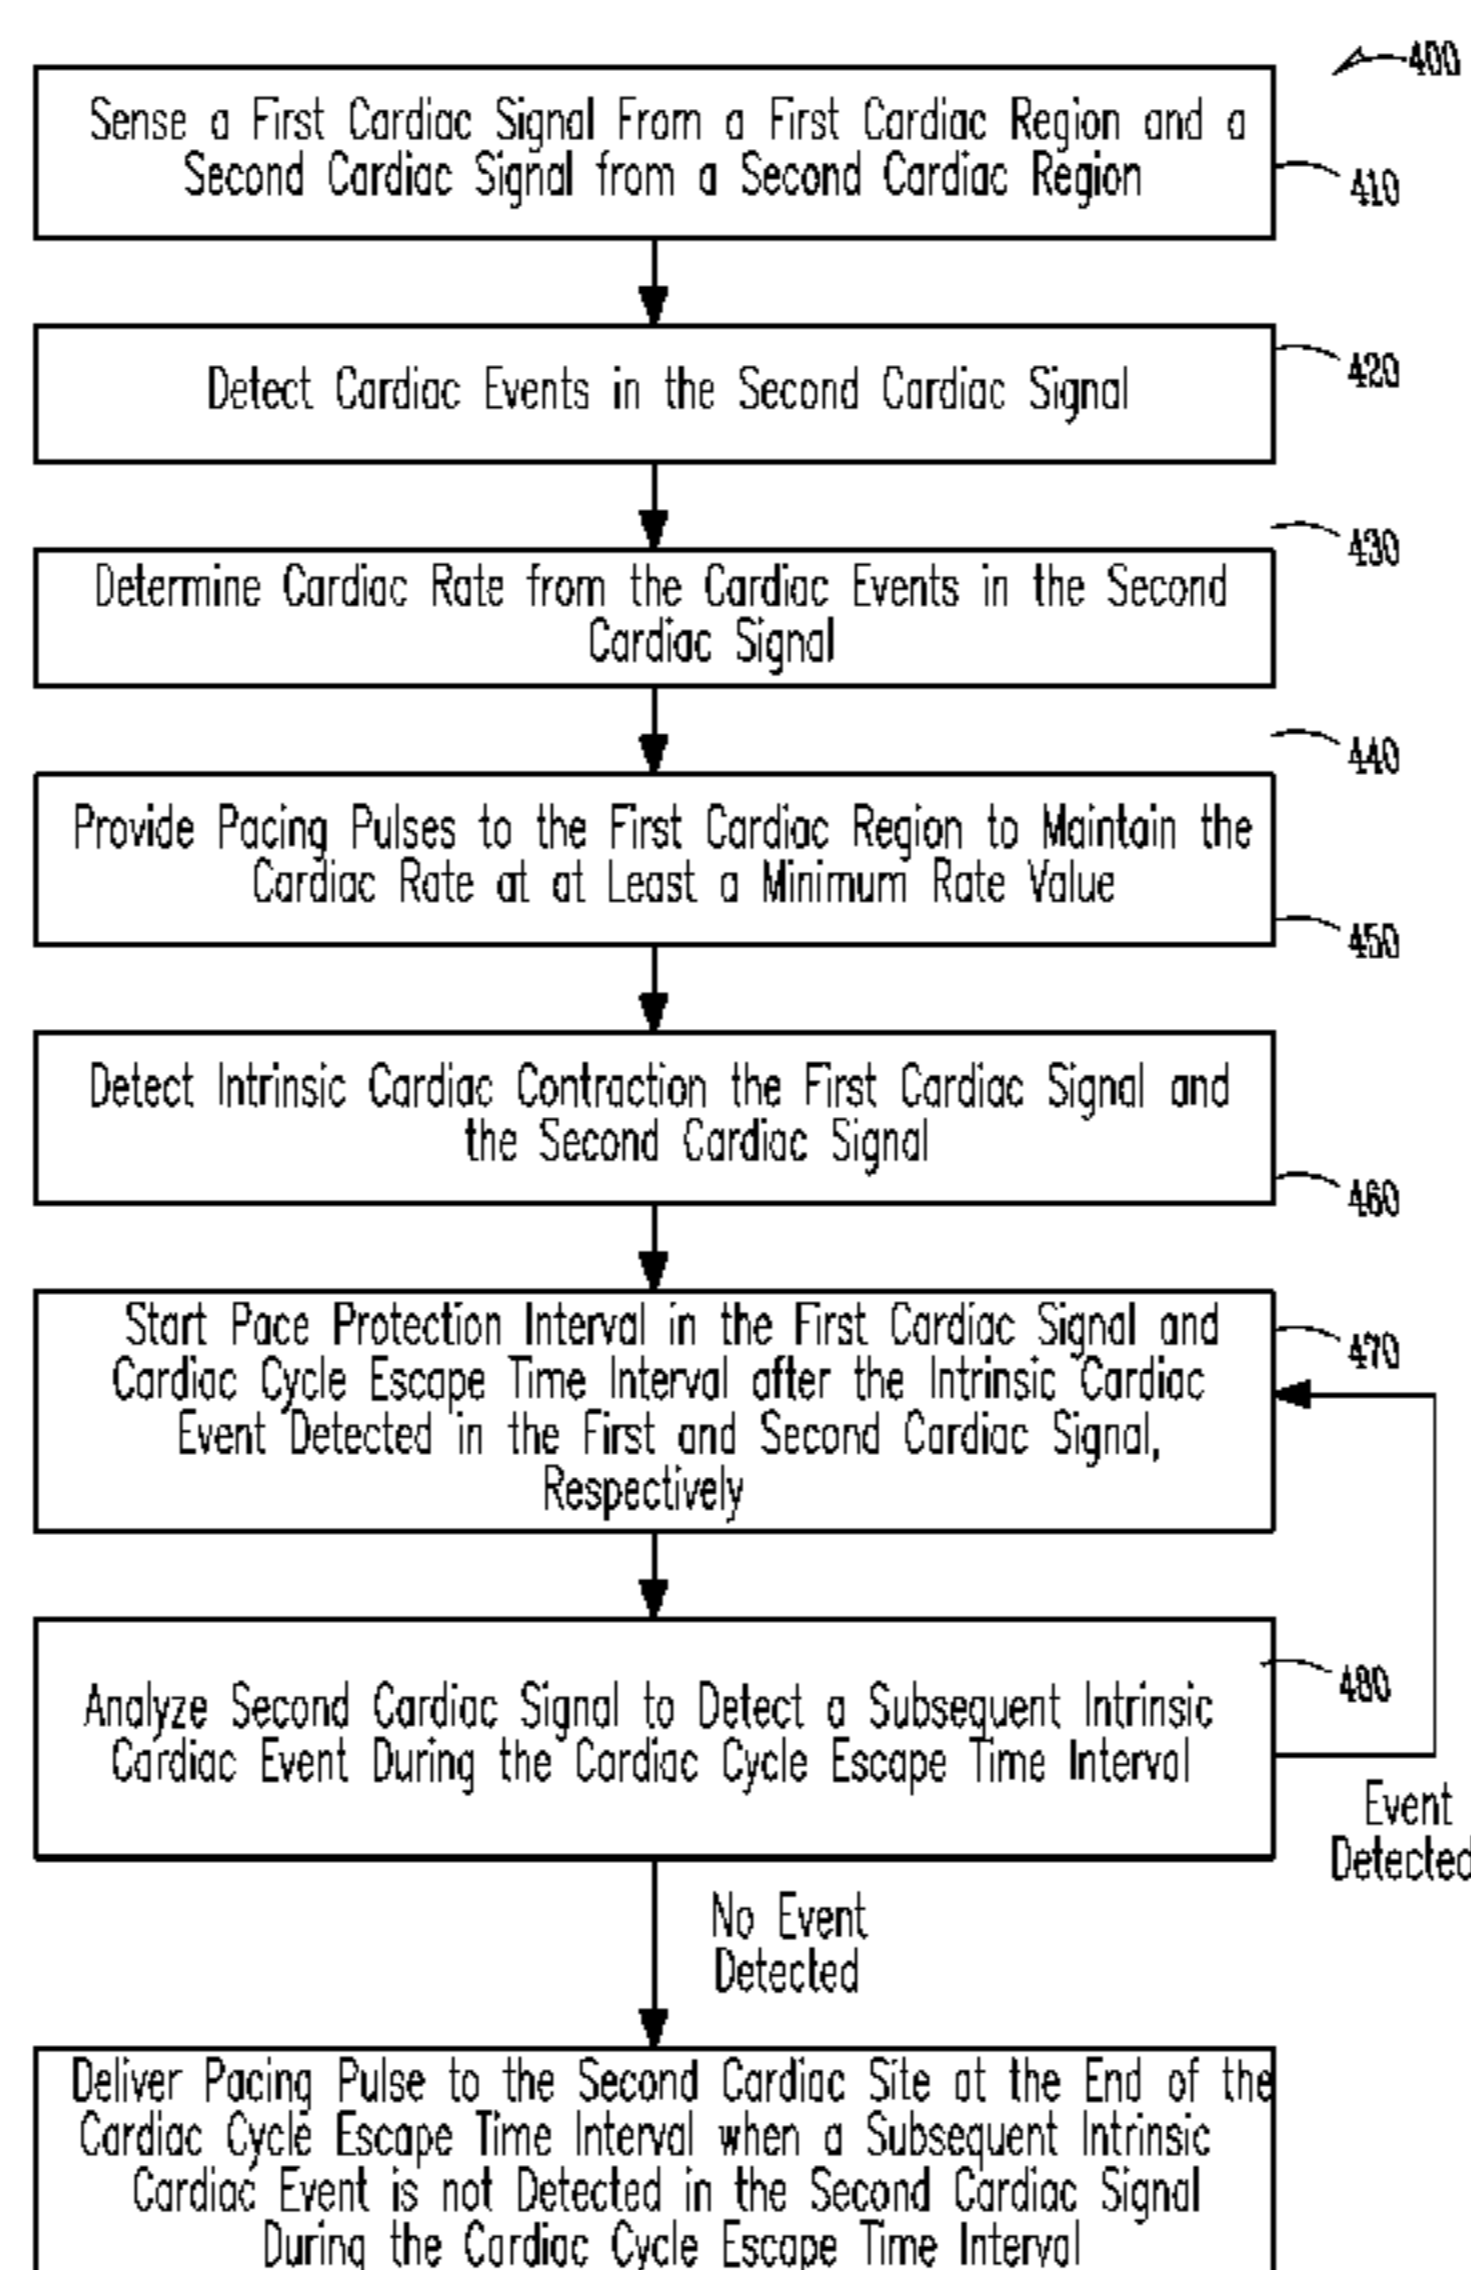 400
Sense a First Cardiac Signal From a First Cardiac Region and a
Second Cardiac Signal from a Second Cardiac Region
410
Detect Cardiac Events in the Second Cardiac Signal
420
430
Determine Cardiac Rate from the Cardiac Events in the Second
Cardiac Signal
440
Provide Pacing Pulses to the First Cardiac Region to Maintain the
Cardiac Rate at at Least a Minimum Rate Value
450
Detect Intrinsic Cardiac Contraction the First Cardiac Signal and
the Second Cardiac Signal
460
Start Pace Protection Interval in the First Cardiac Signal and
Cardiac Cycle Escape Time Interval after the Intrinsic Cardiac
Event Detected in the First and Second Cardiac Signal,
Respectively
470
Analyze Second Cardiac Signal to Detect a Subsequent Intrinsic
Cardiac Event During the Cardiac Cycle Escape Time Interval
480
Event
Detected
No Event
Detected
Deliver Pacing Pulse to the Second Cardiac Site at the End of the
Cardiac Cycle Escape Time Interval when a Subsequent Intrinsic
Cardiac Event is not Detected in the Second Cardiac Signal
During the Cardiac Cycle Escape Time Interval